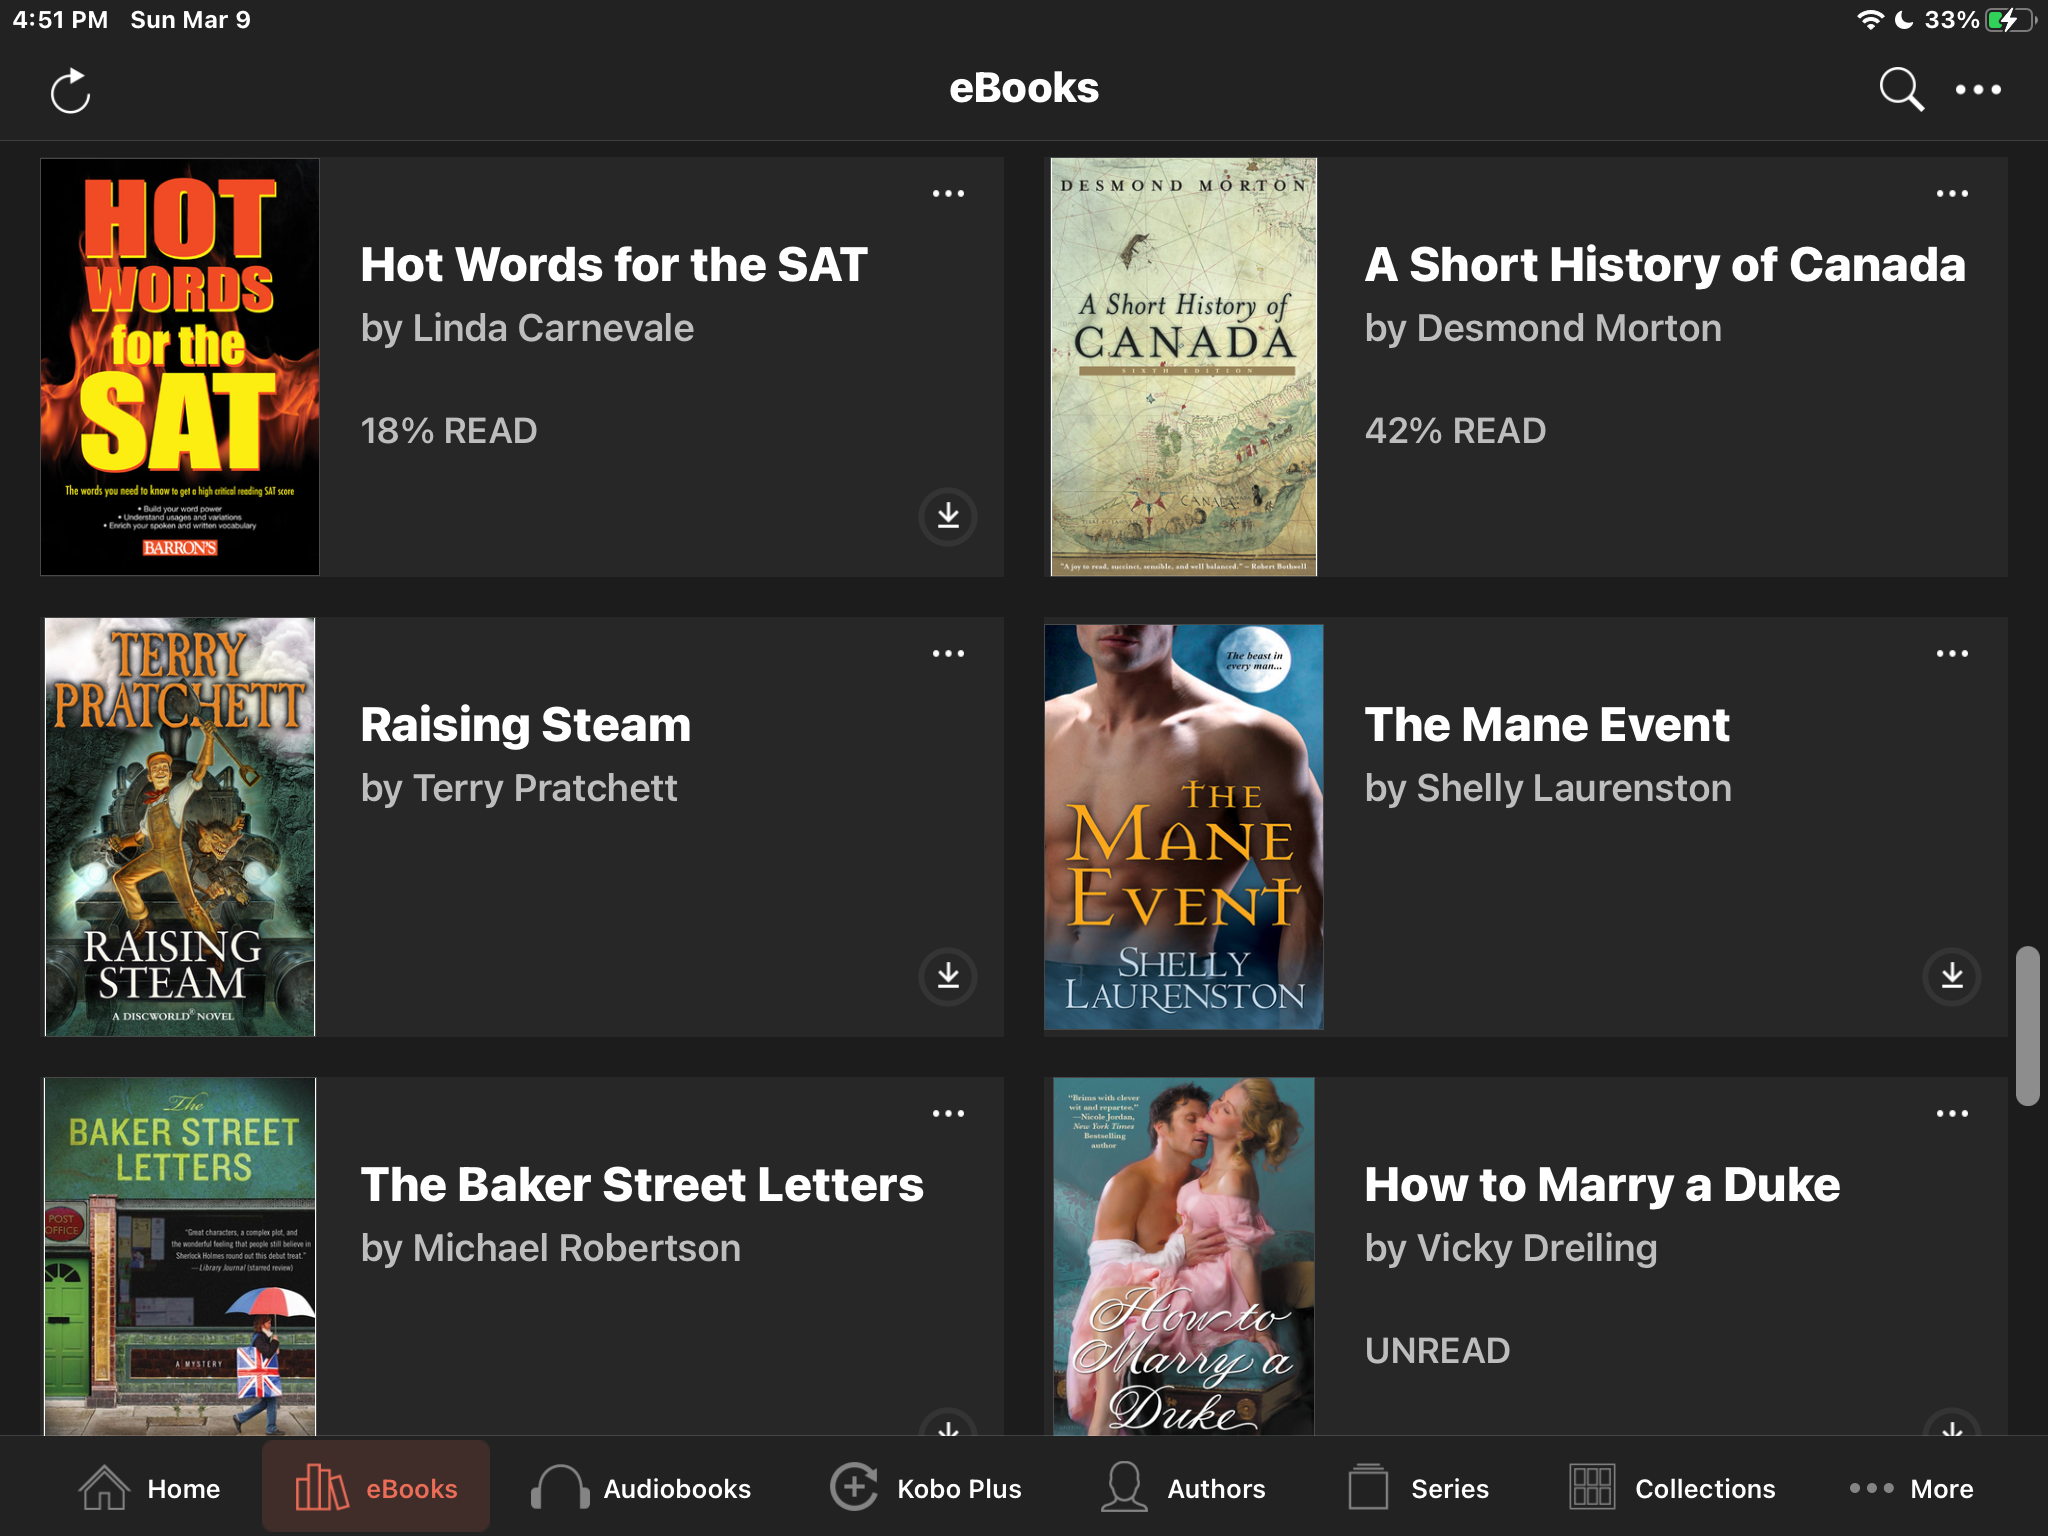 4:51 PM Sun Mar 9
33%
eBooks
HOT
WORDS
for the
SAT
The words you need to know to get a high critical reading SAT score
• Build your word power
• Understand usages and variations
• Enrich your spoken and written vocabulary
BARRON'S
Hot Words for the SAT
by Linda Carnevale
18% READ
DESMOND MORTON
A Short History of
CANADA
SIXTH EDITION
CANADA
"A joy to read, succinct, sensible, and well balanced." – Robert Bothwell
A Short History of Canada
by Desmond Morton
42% READ
TERRY
PRATCHETT
RAISING
STEAM
A DISCWORLD® NOVEL
Raising Steam
by Terry Pratchett
The beast in
every man...
THE
MANE
EVENT
SHELLY
LAURENSTON
The Mane Event
by Shelly Laurenston
The
BAKER STREET
LETTERS
POST
OFFICE
"Great characters, a complex plot, and
the wonderful feeling that people still believe in
Sherlock Holmes round out this debut treat."
—Library Journal (starred review)
A MYSTERY
The Baker Street Letters
by Michael Robertson
"Brims with clever
wit and repartee."
—Nicole Jordan,
New York Times
Bestselling
author
How to
Marry a
Duke
How to Marry a Duke
by Vicky Dreiling
UNREAD
Home
eBooks
Audiobooks
Kobo Plus
Authors
Series
Collections
More